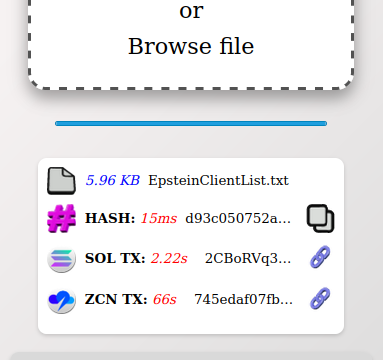 or
Browse file
5.96 KB EpsteinClientList.txt
HASH: 15ms d93c050752a...
SOL TX: 2.22s 2CBoRVq3...
ZCN TX: 66s 745edaf07fb...